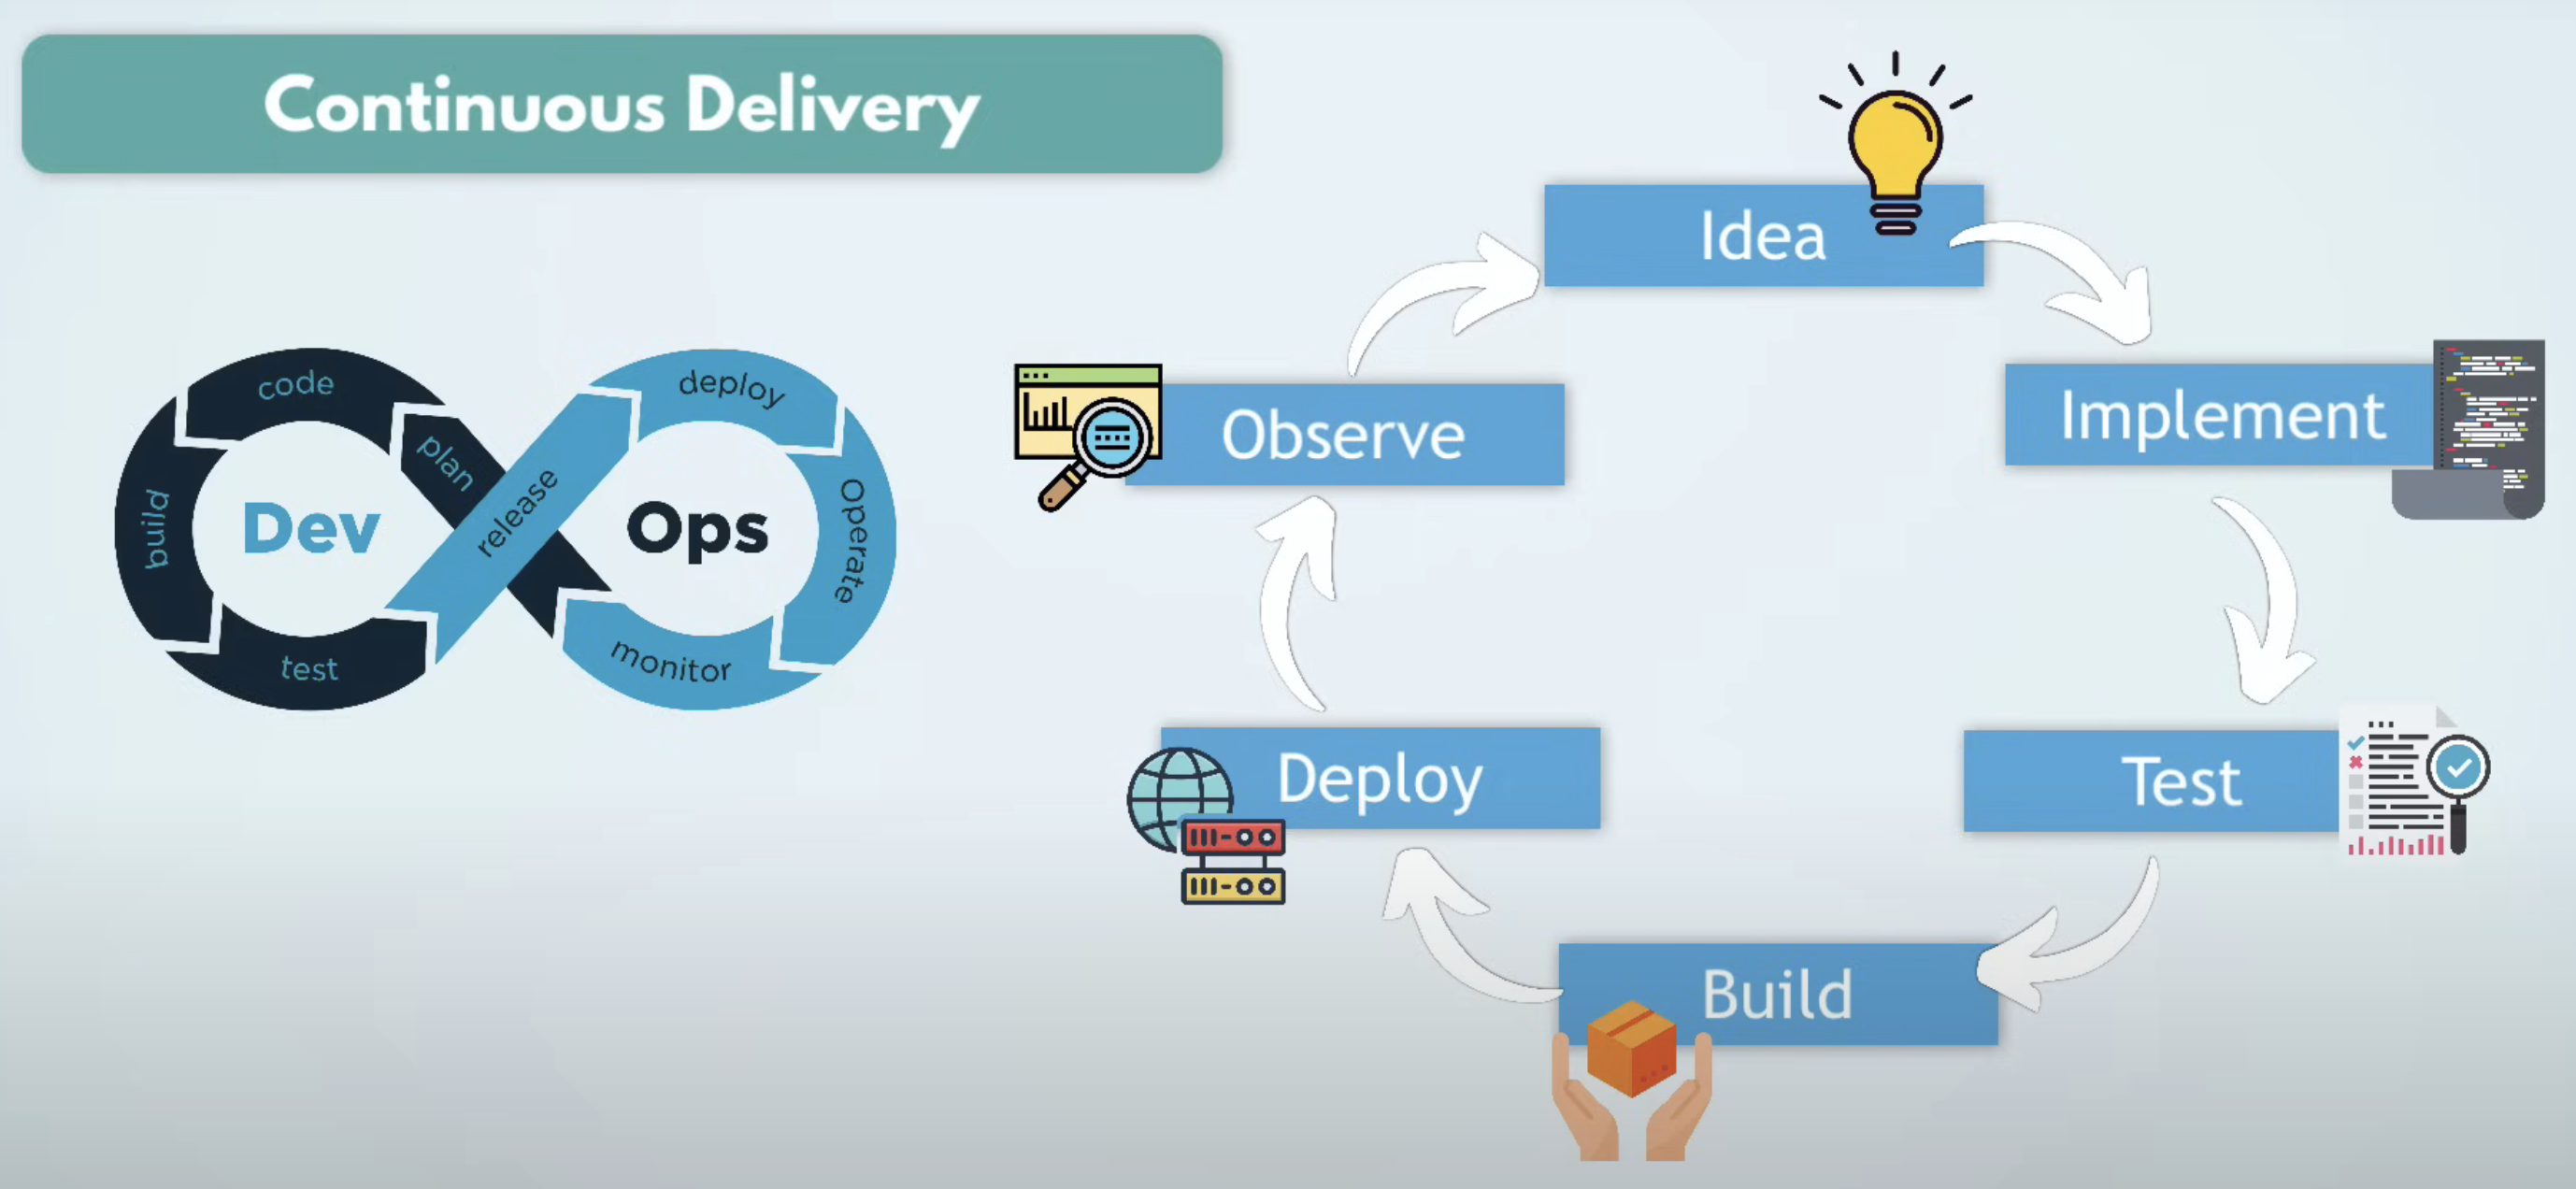 Continuous Delivery
code
plan
build
test
release
deploy
Operate
monitor
Dev
Ops
Idea
Implement
Test
Build
Deploy
Observe